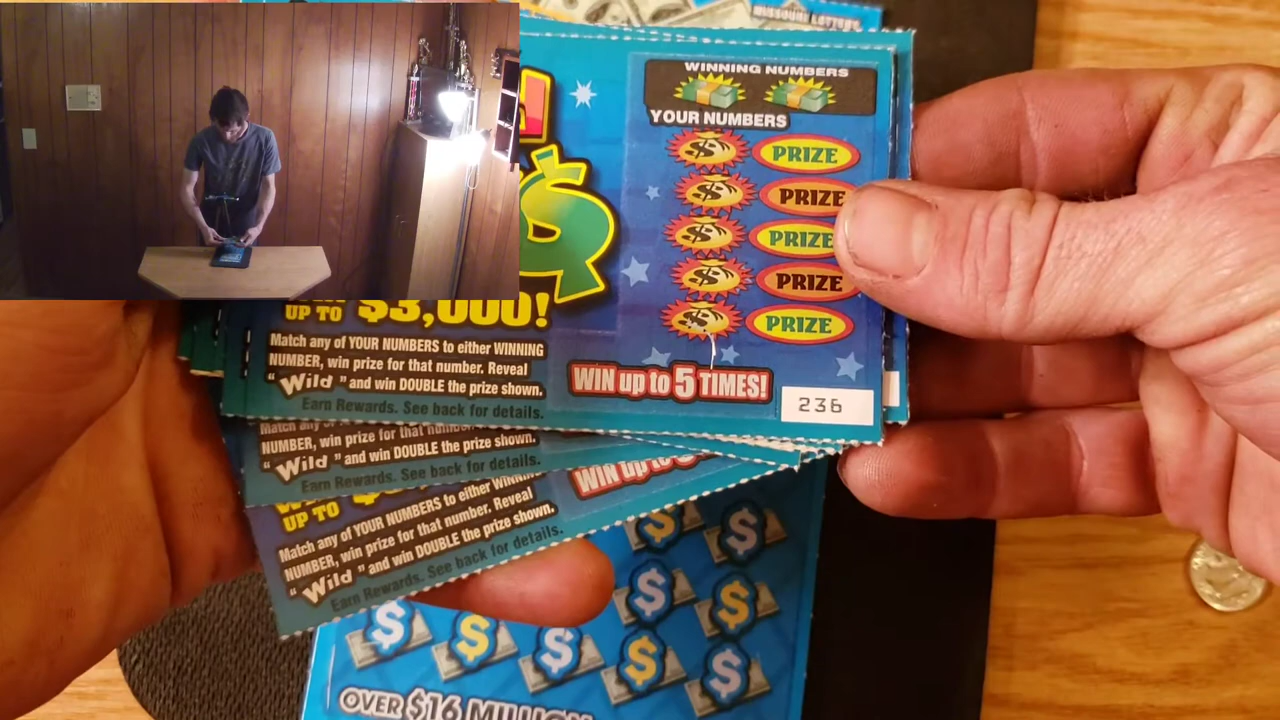 MISSOURI LOTTERY
WINNING NUMBERS
YOUR NUMBERS
PRIZE
PRIZE
PRIZE
PRIZE
PRIZE
UP TO $3,000!
Match any of YOUR NUMBERS to either WINNING
NUMBER, win prize for that number. Reveal
"Wild" and win DOUBLE the prize shown.
Earn Rewards. See back for details.
WIN up to 5 TIMES!
236
Match any of YOUR NUMBERS
NUMBER, win prize for that number.
"Wild" and win DOUBLE the prize shown.
Earn Rewards. See back for details.
WIN up to
UP TO
Match any of YOUR NUMBERS to either
NUMBER, win prize for that number. Reveal
"Wild" and win DOUBLE the prize shown.
Earn Rewards. See back for details.
OVER $16 MILLION